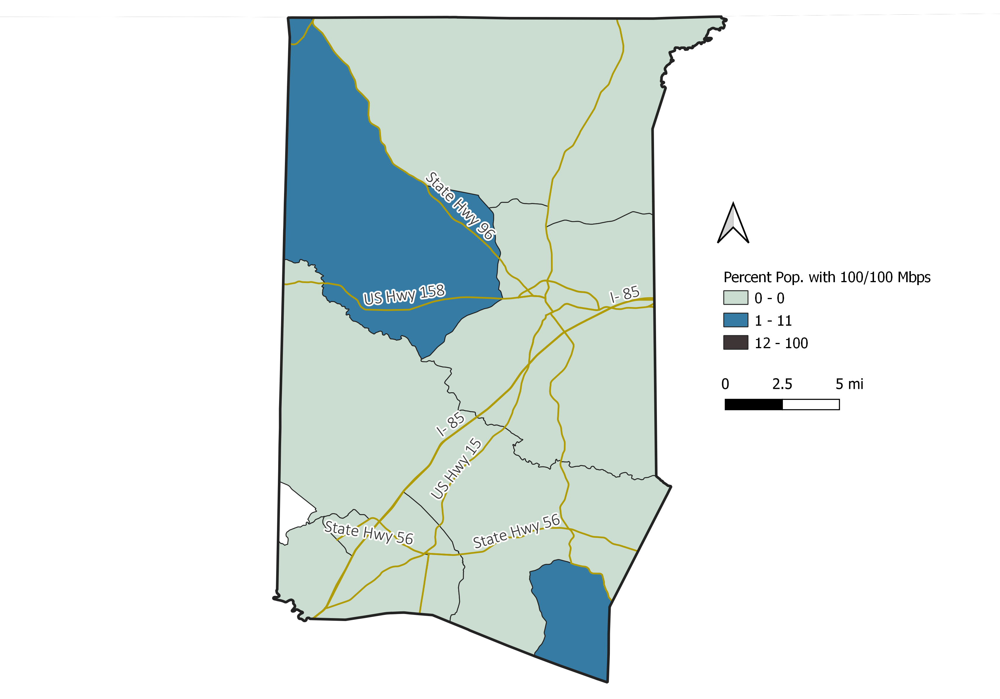 State Hwy 96
US Hwy 158
I- 85
I- 85
US Hwy 15
State Hwy 56
State Hwy 56
Percent Pop. with 100/100 Mbps
0 - 0
1 - 11
12 - 100
0 2.5 5 mi